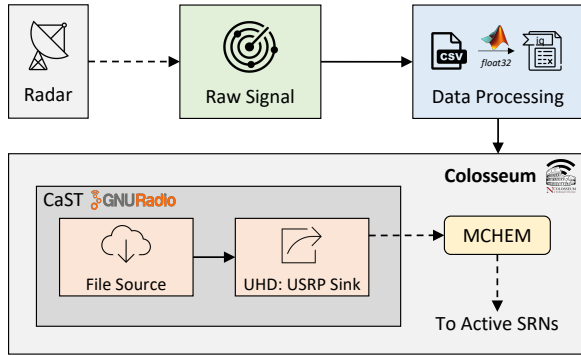 Radar
Raw Signal
CSV
float32
iq
Data Processing
Colosseum
CaST GNURadio
File Source
UHD: USRP Sink
MCHEM
To Active SRNs